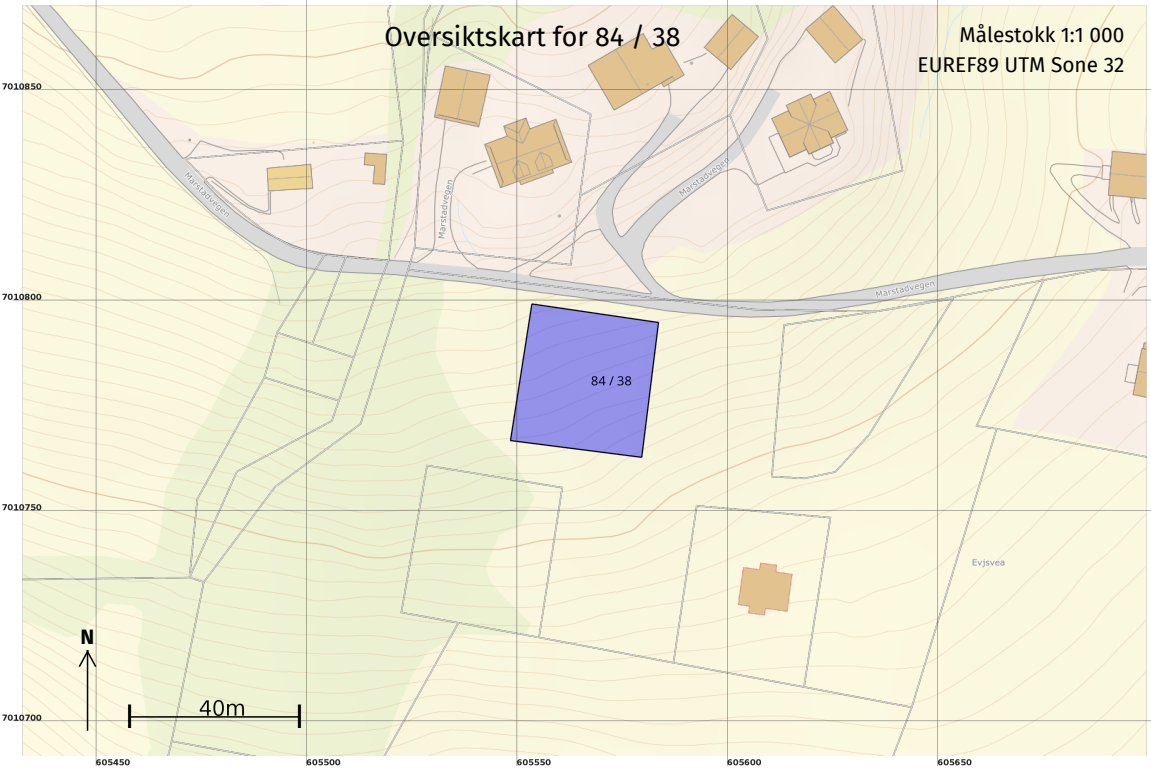 Oversiktskart for 84 / 38
Målestokk 1:1 000
EUREF89 UTM Sone 32
7010850
Marstadvegen
Marstadvegen
Marstadvegen
Marstadvegen
7010800
84 / 38
7010750
Evjsvea
N
40m
7010700
605450
605500
605550
605600
605650